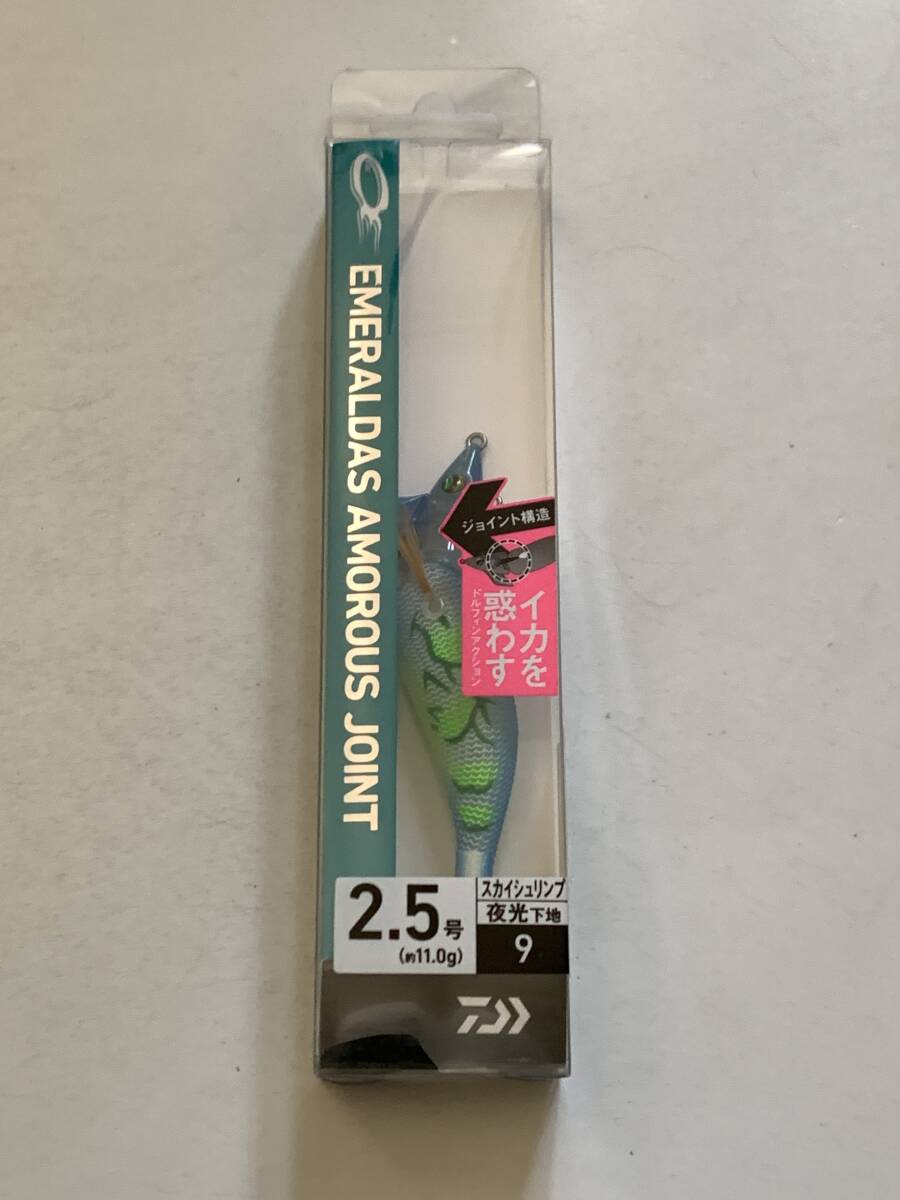 EMERALDAS AMOROUS JOINT
ジョイント構造
イカを
惑わす
ドルフィンアクション
2.5号
(約11.0g)
スカイシュリンプ
夜光下地
9